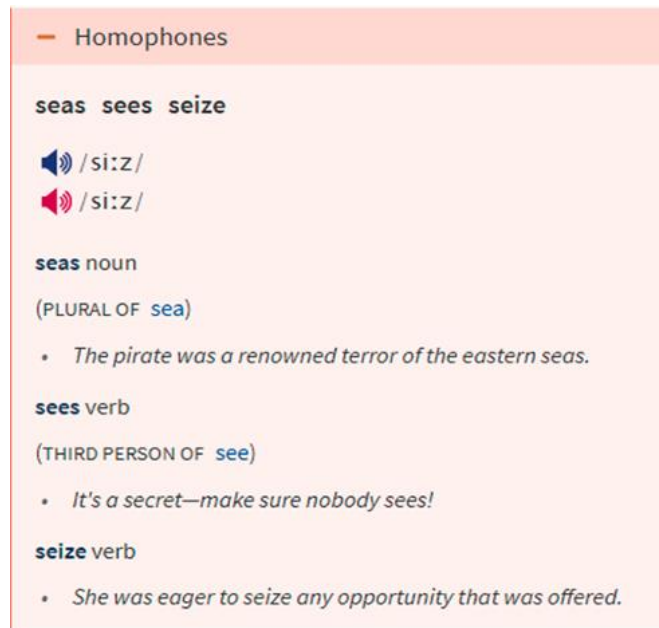 Homophones
seas sees seize
/siːz/
/siːz/
seas noun
(PLURAL OF sea)
• The pirate was a renowned terror of the eastern seas.
sees verb
(THIRD PERSON OF see)
• It's a secret—make sure nobody sees!
seize verb
• She was eager to seize any opportunity that was offered.